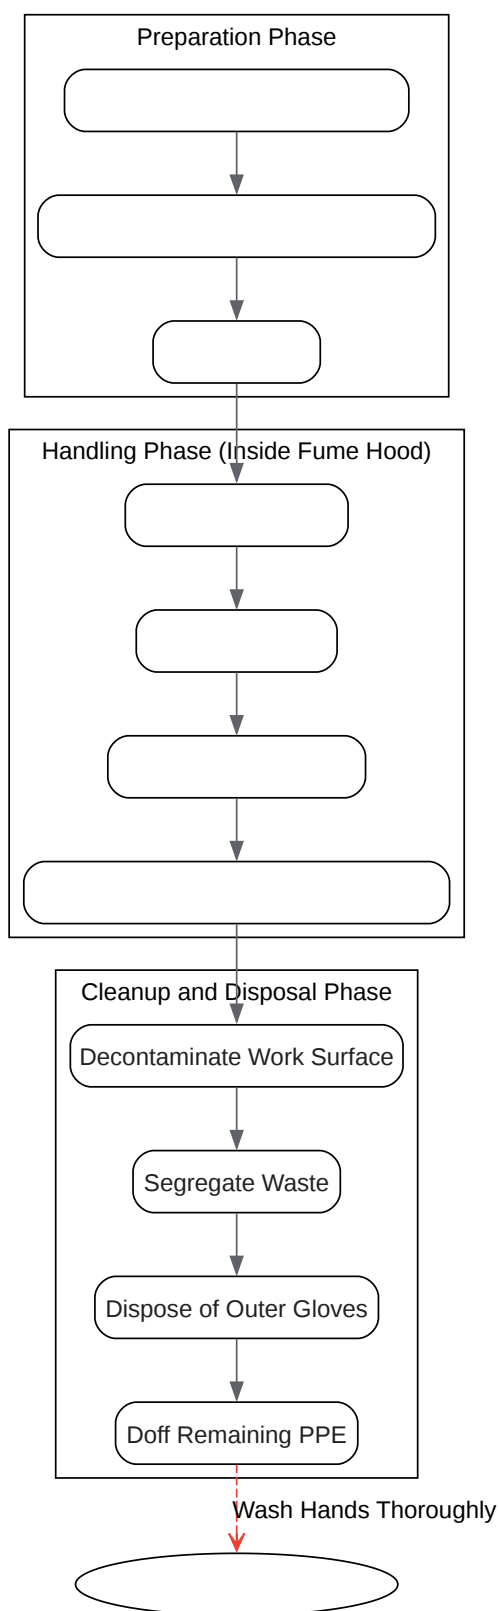 Preparation Phase
Handling Phase (Inside Fume Hood)
Cleanup and Disposal Phase
Decontaminate Work Surface
Segregate Waste
Dispose of Outer Gloves
Doff Remaining PPE
Wash Hands Thoroughly